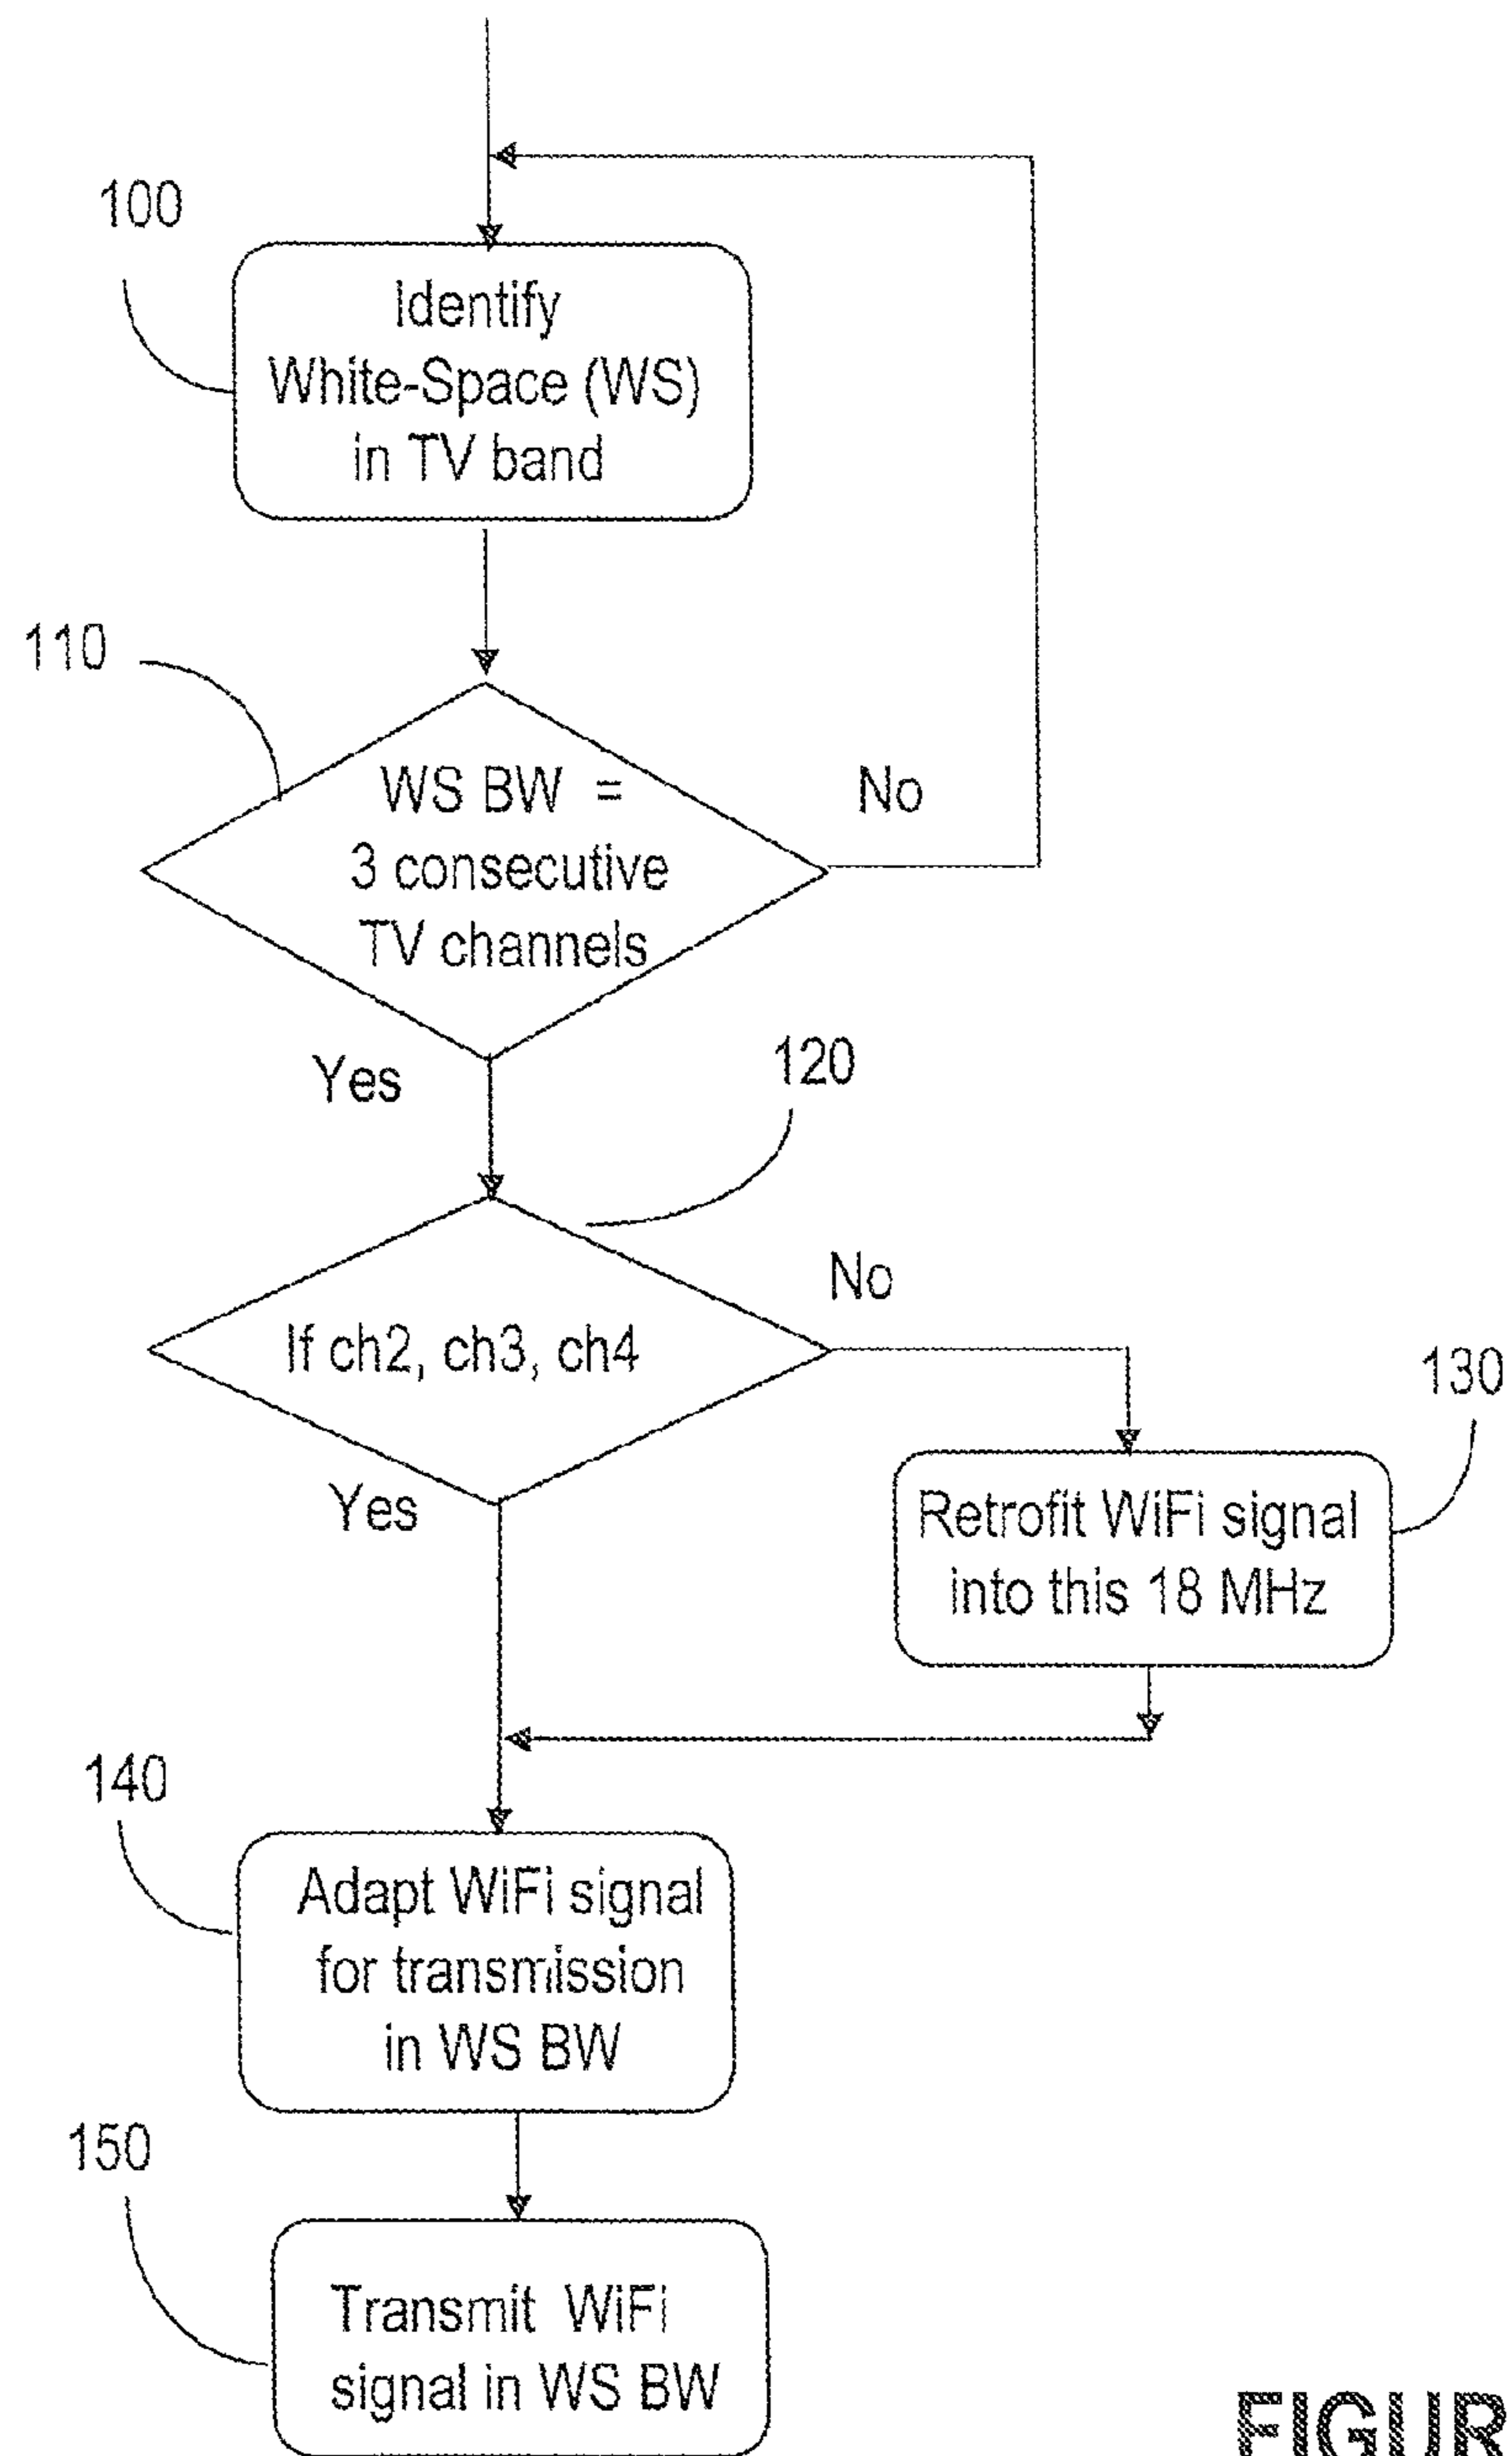 100
Identify
White-Space (WS)
in TV band
110
WS BW =
3 consecutive
TV channels
No
Yes
120
If ch2, ch3, ch4
No
Yes
130
Retrofit WiFi signal
into this 18 MHz
140
Adapt WiFi signal
for transmission
in WS BW
150
Transmit WiFi
signal in WS BW
FIGUR